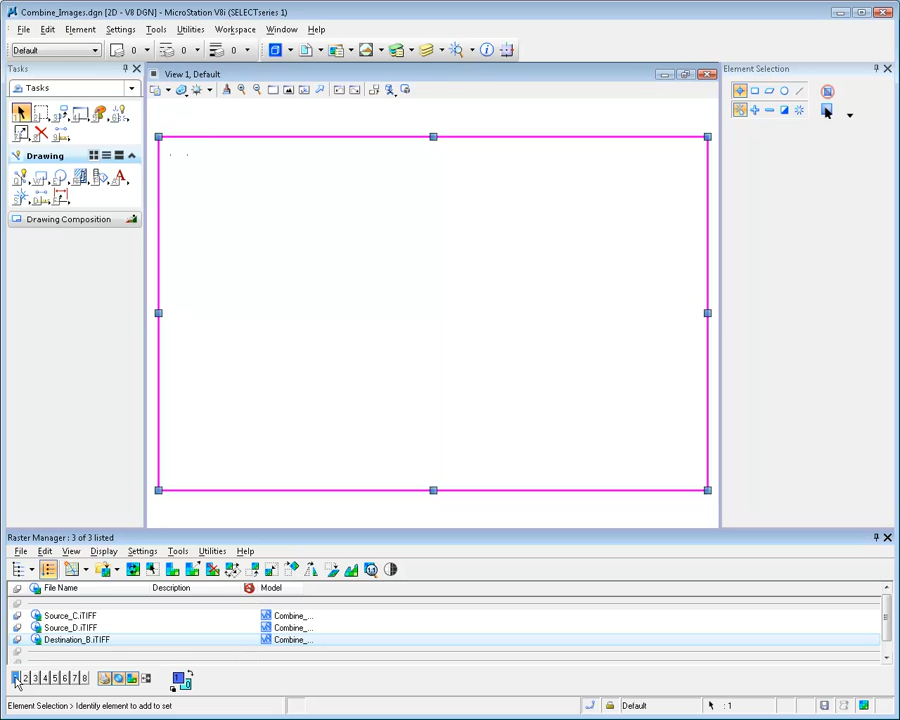 Combine_Images.dgn [2D - V8 DGN] - MicroStation V8i (SELECTseries 1)
File Edit Element Settings Tools Utilities Workspace Window Help
Default 0 0 0
Tasks
View 1, Default
Element Selection
Tasks
Drawing
Drawing Composition
Raster Manager : 3 of 3 listed
File Edit View Display Settings Tools Utilities Help
File Name Description Model
Source_C.iTIFF Combine_...
Source_D.iTIFF Combine_...
Destination_B.iTIFF Combine_...
2 3 4 5 6 7 8
Element Selection > Identify element to add to set
Default : 1